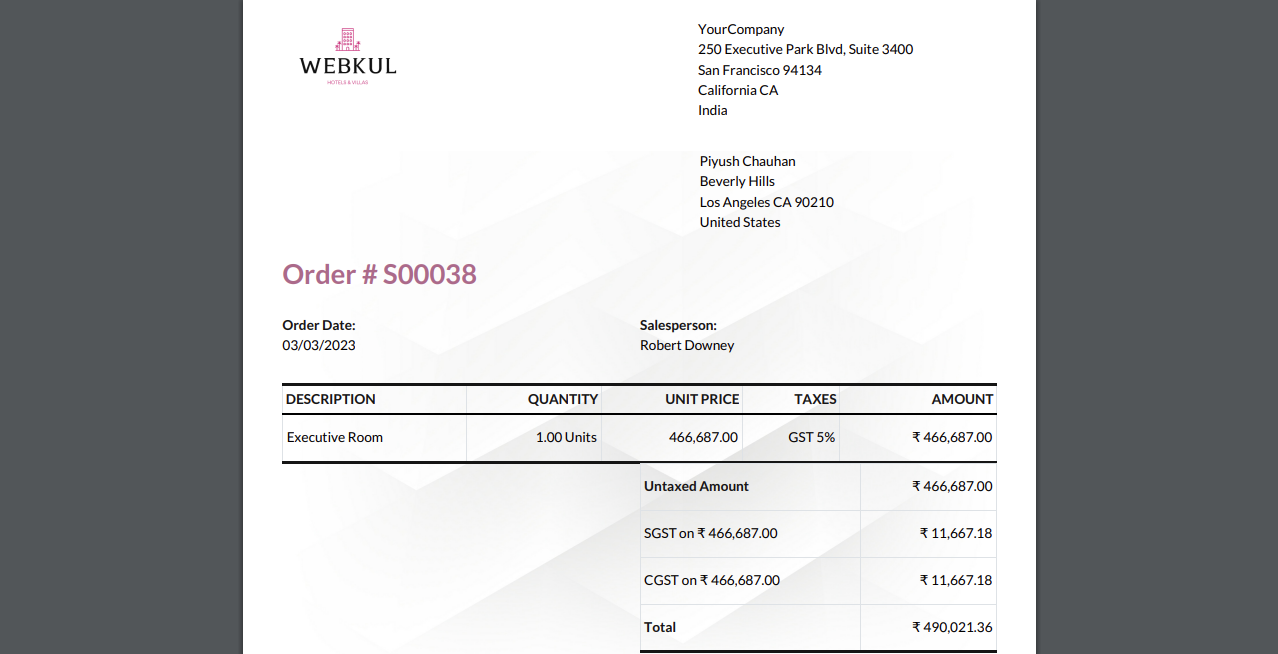 WEBKUL
HOTELS & VILLAS
YourCompany
250 Executive Park Blvd, Suite 3400
San Francisco 94134
California CA
India
Piyush Chauhan
Beverly Hills
Los Angeles CA 90210
United States
Order # S00038
Order Date: Salesperson:
03/03/2023 Robert Downey
DESCRIPTION QUANTITY UNIT PRICE TAXES AMOUNT
Executive Room 1.00 Units 466,687.00 GST 5% ₹ 466,687.00
Untaxed Amount ₹ 466,687.00
SGST on ₹ 466,687.00 ₹ 11,667.18
CGST on ₹ 466,687.00 ₹ 11,667.18
Total ₹ 490,021.36